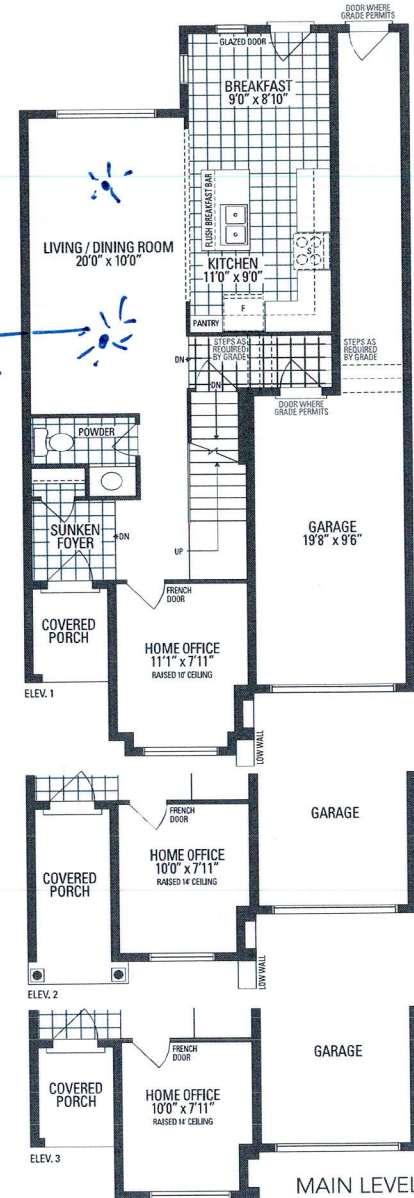 DOOR WHERE
GRADE PERMITS
GLAZED DOOR
BREAKFAST
9'0" x 8'10"
FLUSH BREAKFAST BAR
LIVING / DINING ROOM
20'0" x 10'0"
S
KITCHEN
11'0" x 9'0"
F
PANTRY
DN
STEPS AS
REQUIRED
BY GRADE
STEPS AS
REQUIRED
BY GRADE
DN
DOOR WHERE
GRADE PERMITS
POWDER
SUNKEN
FOYER
DN
UP
GARAGE
19'8" x 9'6"
FRENCH
DOOR
COVERED
PORCH
HOME OFFICE
11'1" x 7'11"
RAISED 10' CEILING
ELEV. 1
LOW WALL
FRENCH
DOOR
GARAGE
HOME OFFICE
10'0" x 7'11"
RAISED 14' CEILING
COVERED
PORCH
LOW WALL
ELEV. 2
FRENCH
DOOR
GARAGE
COVERED
PORCH
HOME OFFICE
10'0" x 7'11"
RAISED 14' CEILING
ELEV. 3
MAIN LEVEL